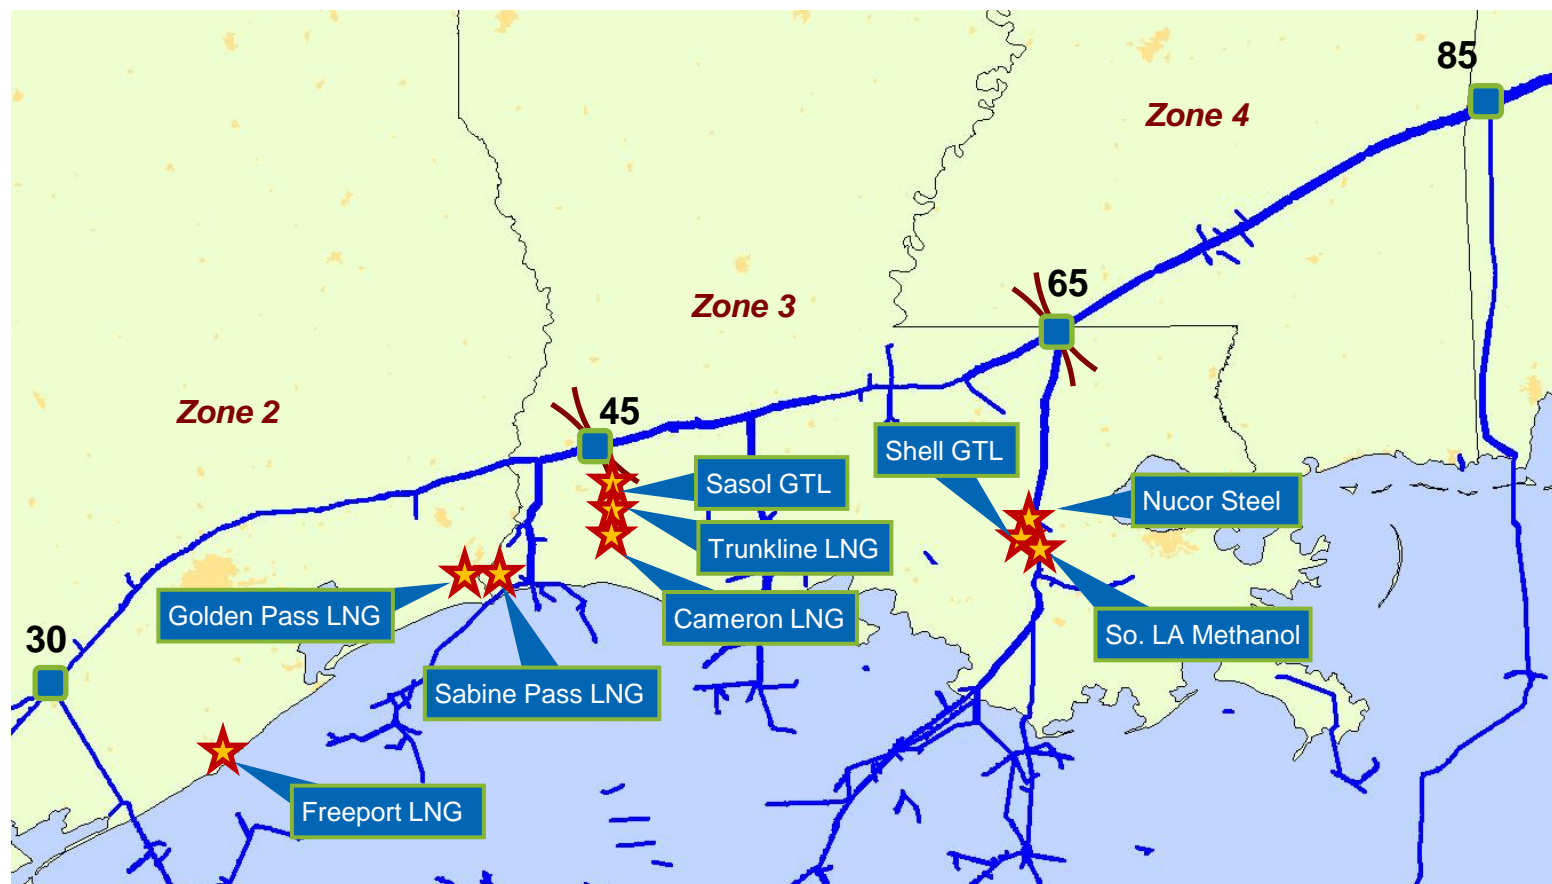 85
Zone 4
65
Zone 3
Zone 2
45
Shell GTL
Sasol GTL
Nucor Steel
Trunkline LNG
Golden Pass LNG
Cameron LNG
So. LA Methanol
30
Sabine Pass LNG
Freeport LNG